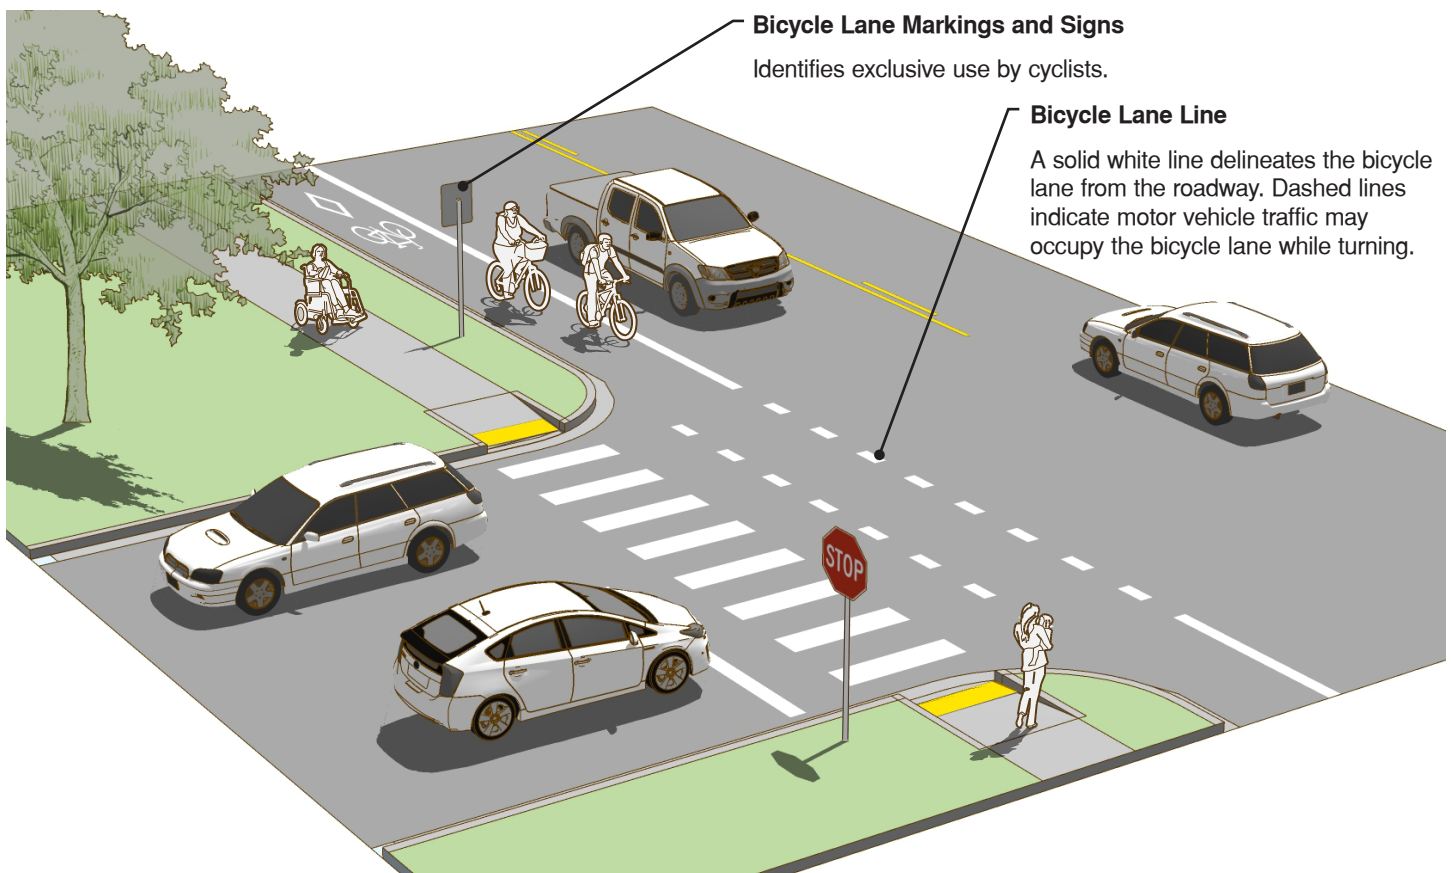 Bicycle Lane Markings and Signs
Identifies exclusive use by cyclists.
Bicycle Lane Line
A solid white line delineates the bicycle
lane from the roadway. Dashed lines
indicate motor vehicle traffic may
occupy the bicycle lane while turning.
STOP